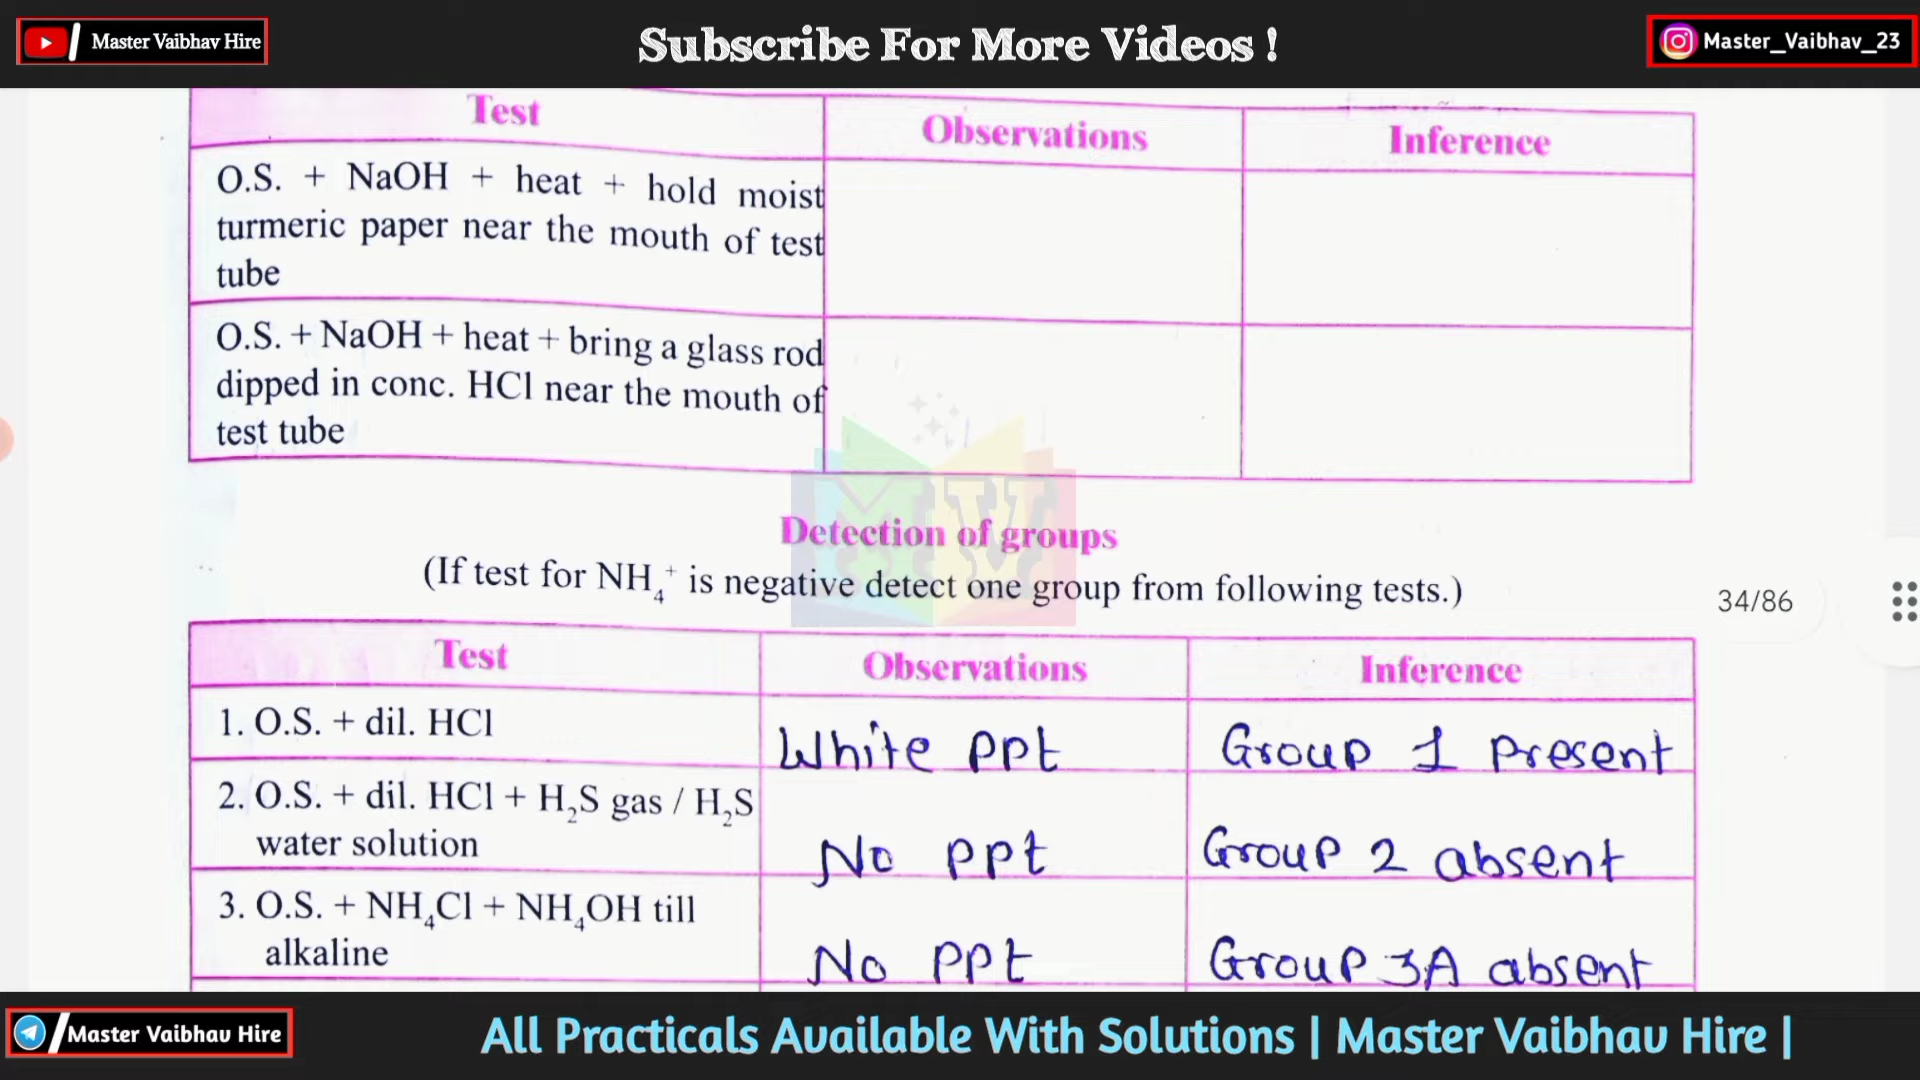 Master Vaibhav Hire
Subscribe For More Videos !
Master_Vaibhav_23
Test
Observations
Inference
O.S. + NaOH + heat + hold moist
turmeric paper near the mouth of test
tube
O.S. + NaOH + heat + bring a glass rod
dipped in conc. HCl near the mouth of
test tube
MV
Detection of groups
(If test for NH₄⁺ is negative detect one group from following tests.)
34/86
Test
Observations
Inference
1. O.S. + dil. HCl
White ppt
Group 1 present
2. O.S. + dil. HCl + H₂S gas / H₂S
water solution
No ppt
Group 2 absent
3. O.S. + NH₄Cl + NH₄OH till
alkaline
No ppt
Group 3A absent
Master Vaibhav Hire
All Practicals Available With Solutions | Master Vaibhav Hire |